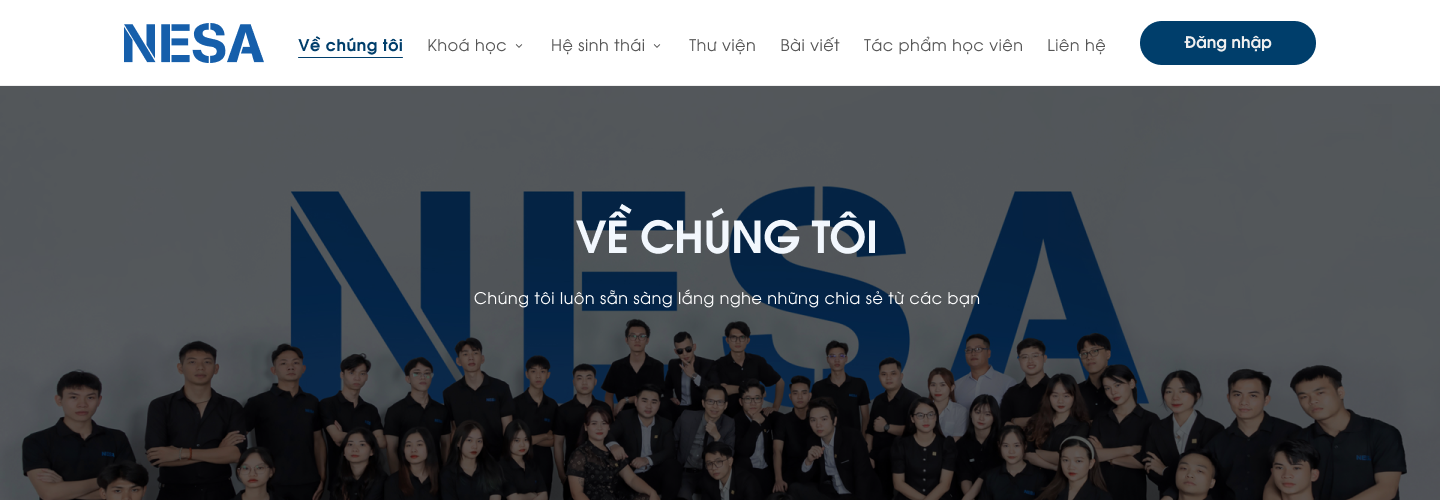 NESA
Về chúng tôi
Khoá học
Hệ sinh thái
Thư viện
Bài viết
Tác phẩm học viên
Liên hệ
Đăng nhập
NESA
VỀ CHÚNG TÔI
Chúng tôi luôn sẵn sàng lắng nghe những chia sẻ từ các bạn